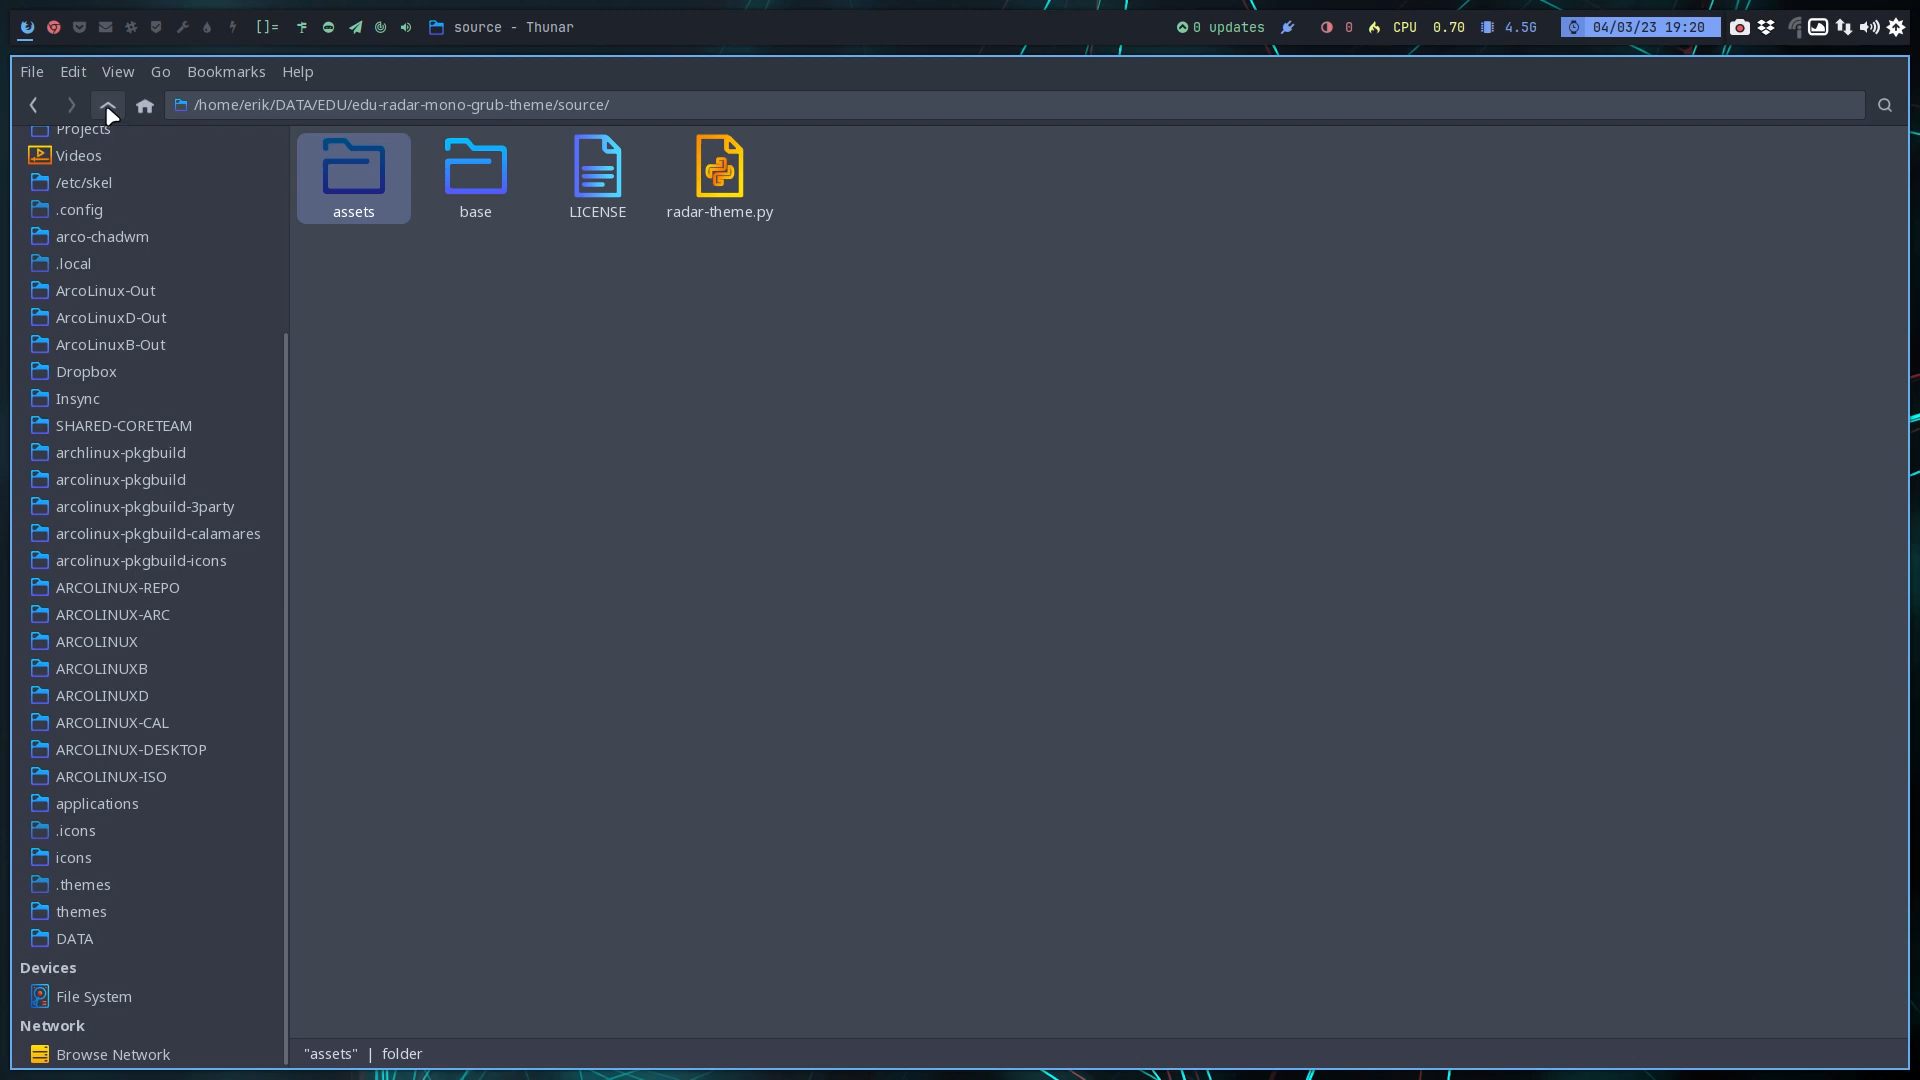 []= source - Thunar 0 updates 0 CPU 0.70 4.5G 04/03/23 19:20
File Edit View Go Bookmarks Help
/home/erik/DATA/EDU/edu-radar-mono-grub-theme/source/
Projects
Videos
/etc/skel
.config
arco-chadwm
.local
ArcoLinux-Out
ArcoLinuxD-Out
ArcoLinuxB-Out
Dropbox
Insync
SHARED-CORETEAM
archlinux-pkgbuild
arcolinux-pkgbuild
arcolinux-pkgbuild-3party
arcolinux-pkgbuild-calamares
arcolinux-pkgbuild-icons
ARCOLINUX-REPO
ARCOLINUX-ARC
ARCOLINUX
ARCOLINUXB
ARCOLINUXD
ARCOLINUX-CAL
ARCOLINUX-DESKTOP
ARCOLINUX-ISO
applications
.icons
icons
.themes
themes
DATA
Devices
File System
Network
Browse Network
assets base LICENSE radar-theme.py
"assets" | folder